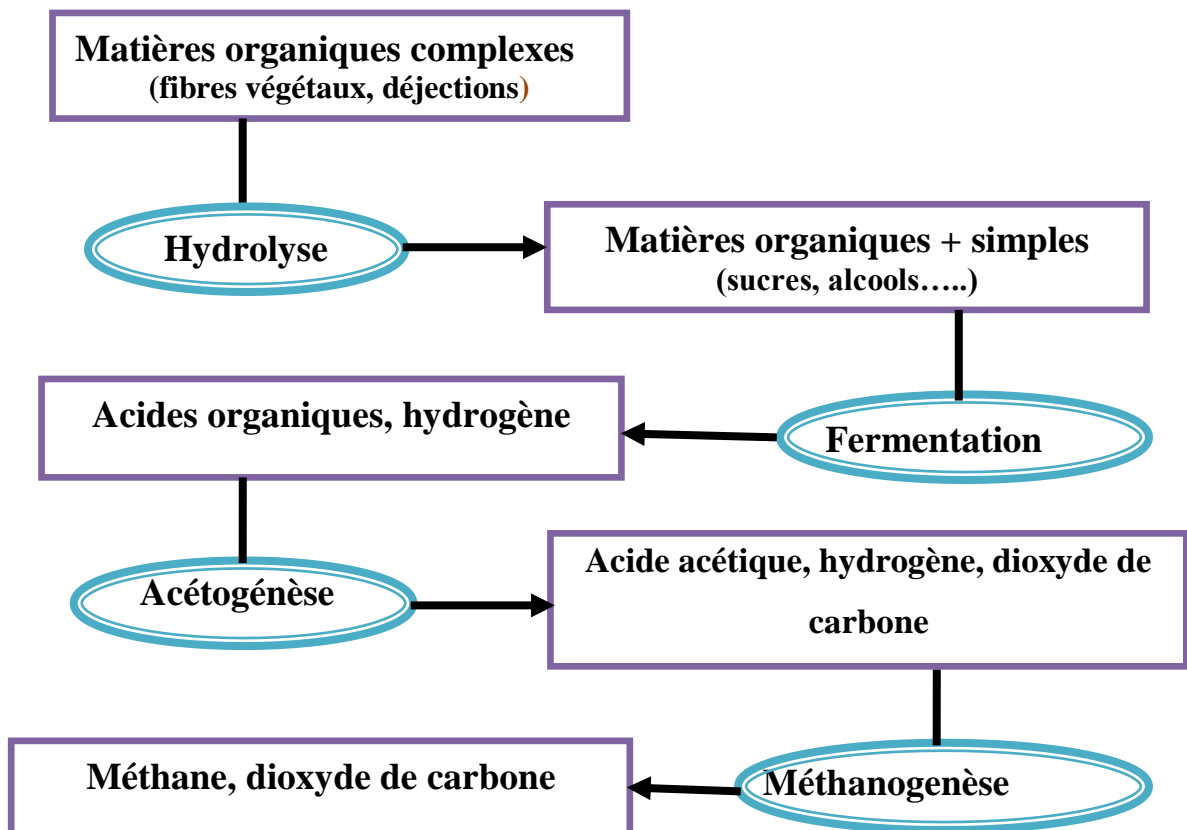 Matières organiques complexes
(fibres végétaux, déjections)
Hydrolyse
Matières organiques + simples
(sucres, alcools…..)
Acides organiques, hydrogène
Fermentation
Acétogénèse
Acide acétique, hydrogène, dioxyde de
carbone
Méthane, dioxyde de carbone
Méthanogenèse